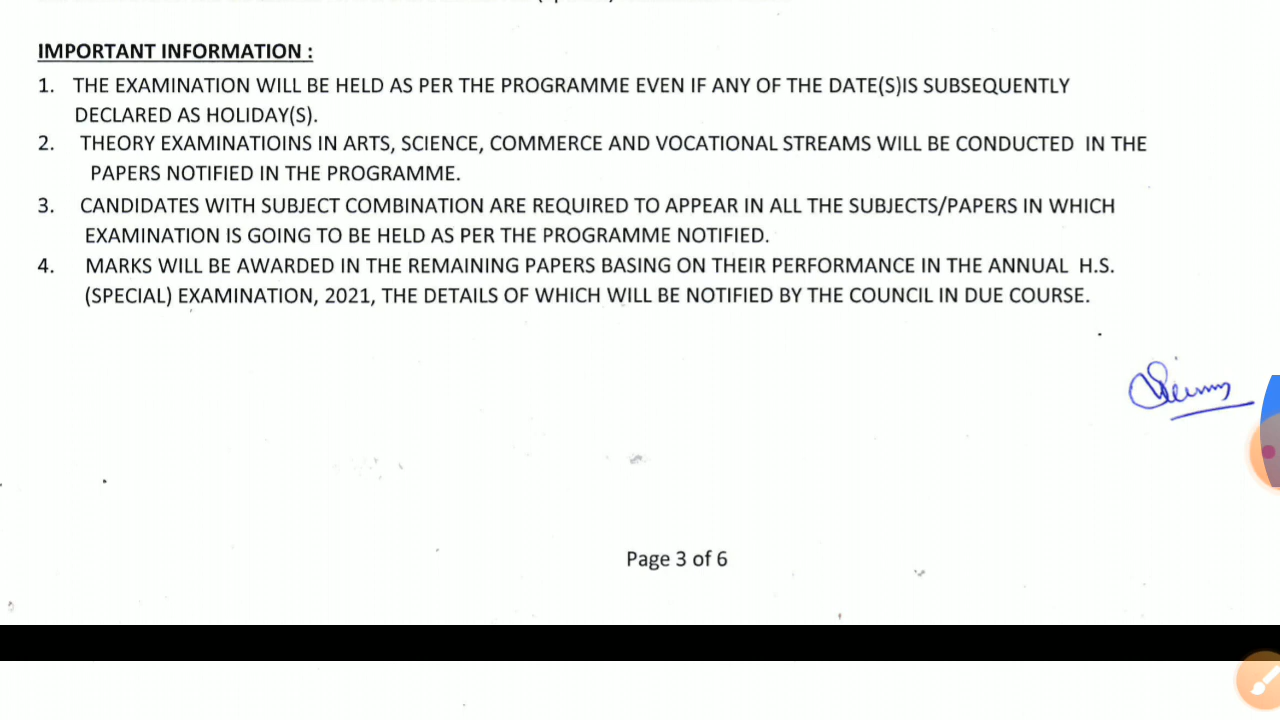 IMPORTANT INFORMATION :
1. THE EXAMINATION WILL BE HELD AS PER THE PROGRAMME EVEN IF ANY OF THE DATE(S)IS SUBSEQUENTLY
DECLARED AS HOLIDAY(S).
2. THEORY EXAMINATIOINS IN ARTS, SCIENCE, COMMERCE AND VOCATIONAL STREAMS WILL BE CONDUCTED IN THE
PAPERS NOTIFIED IN THE PROGRAMME.
3. CANDIDATES WITH SUBJECT COMBINATION ARE REQUIRED TO APPEAR IN ALL THE SUBJECTS/PAPERS IN WHICH
EXAMINATION IS GOING TO BE HELD AS PER THE PROGRAMME NOTIFIED.
4. MARKS WILL BE AWARDED IN THE REMAINING PAPERS BASING ON THEIR PERFORMANCE IN THE ANNUAL H.S.
(SPECIAL) EXAMINATION, 2021, THE DETAILS OF WHICH WILL BE NOTIFIED BY THE COUNCIL IN DUE COURSE.
Page 3 of 6